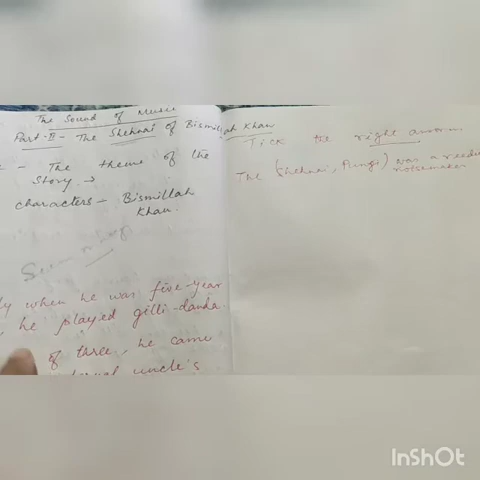 The Sound of Music
Part-II - The Shehnai of Bismillah Khan
- The theme of the
Story →
characters - Bismillah
Khan.
when he was five-year
he played gilli-danda.
of three, he came
uncle's
Tick the right answer
The (Shehnai, Pungi) was a reedy
noisemaker
InShOt